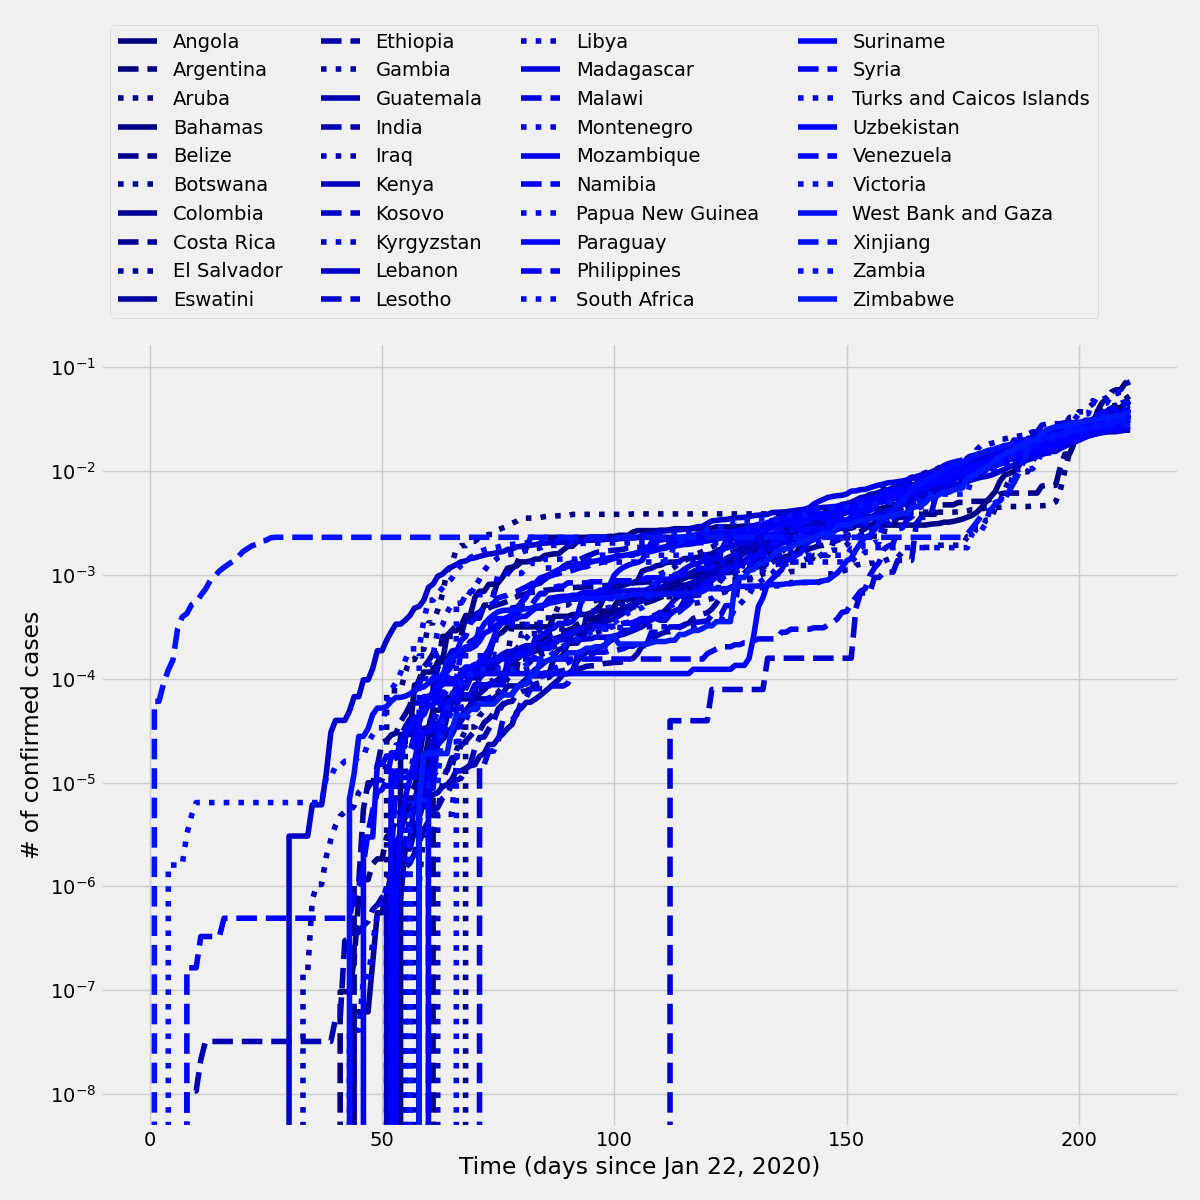 Angola
Argentina
Aruba
Bahamas
Belize
Botswana
Colombia
Costa Rica
El Salvador
Eswatini
Ethiopia
Gambia
Guatemala
India
Iraq
Kenya
Kosovo
Kyrgyzstan
Lebanon
Lesotho
Libya
Madagascar
Malawi
Montenegro
Mozambique
Namibia
Papua New Guinea
Paraguay
Philippines
South Africa
Suriname
Syria
Turks and Caicos Islands
Uzbekistan
Venezuela
Victoria
West Bank and Gaza
Xinjiang
Zambia
Zimbabwe
10⁻¹
10⁻²
10⁻³
10⁻⁴
10⁻⁵
10⁻⁶
10⁻⁷
10⁻⁸
# of confirmed cases
0 50 100 150 200
Time (days since Jan 22, 2020)